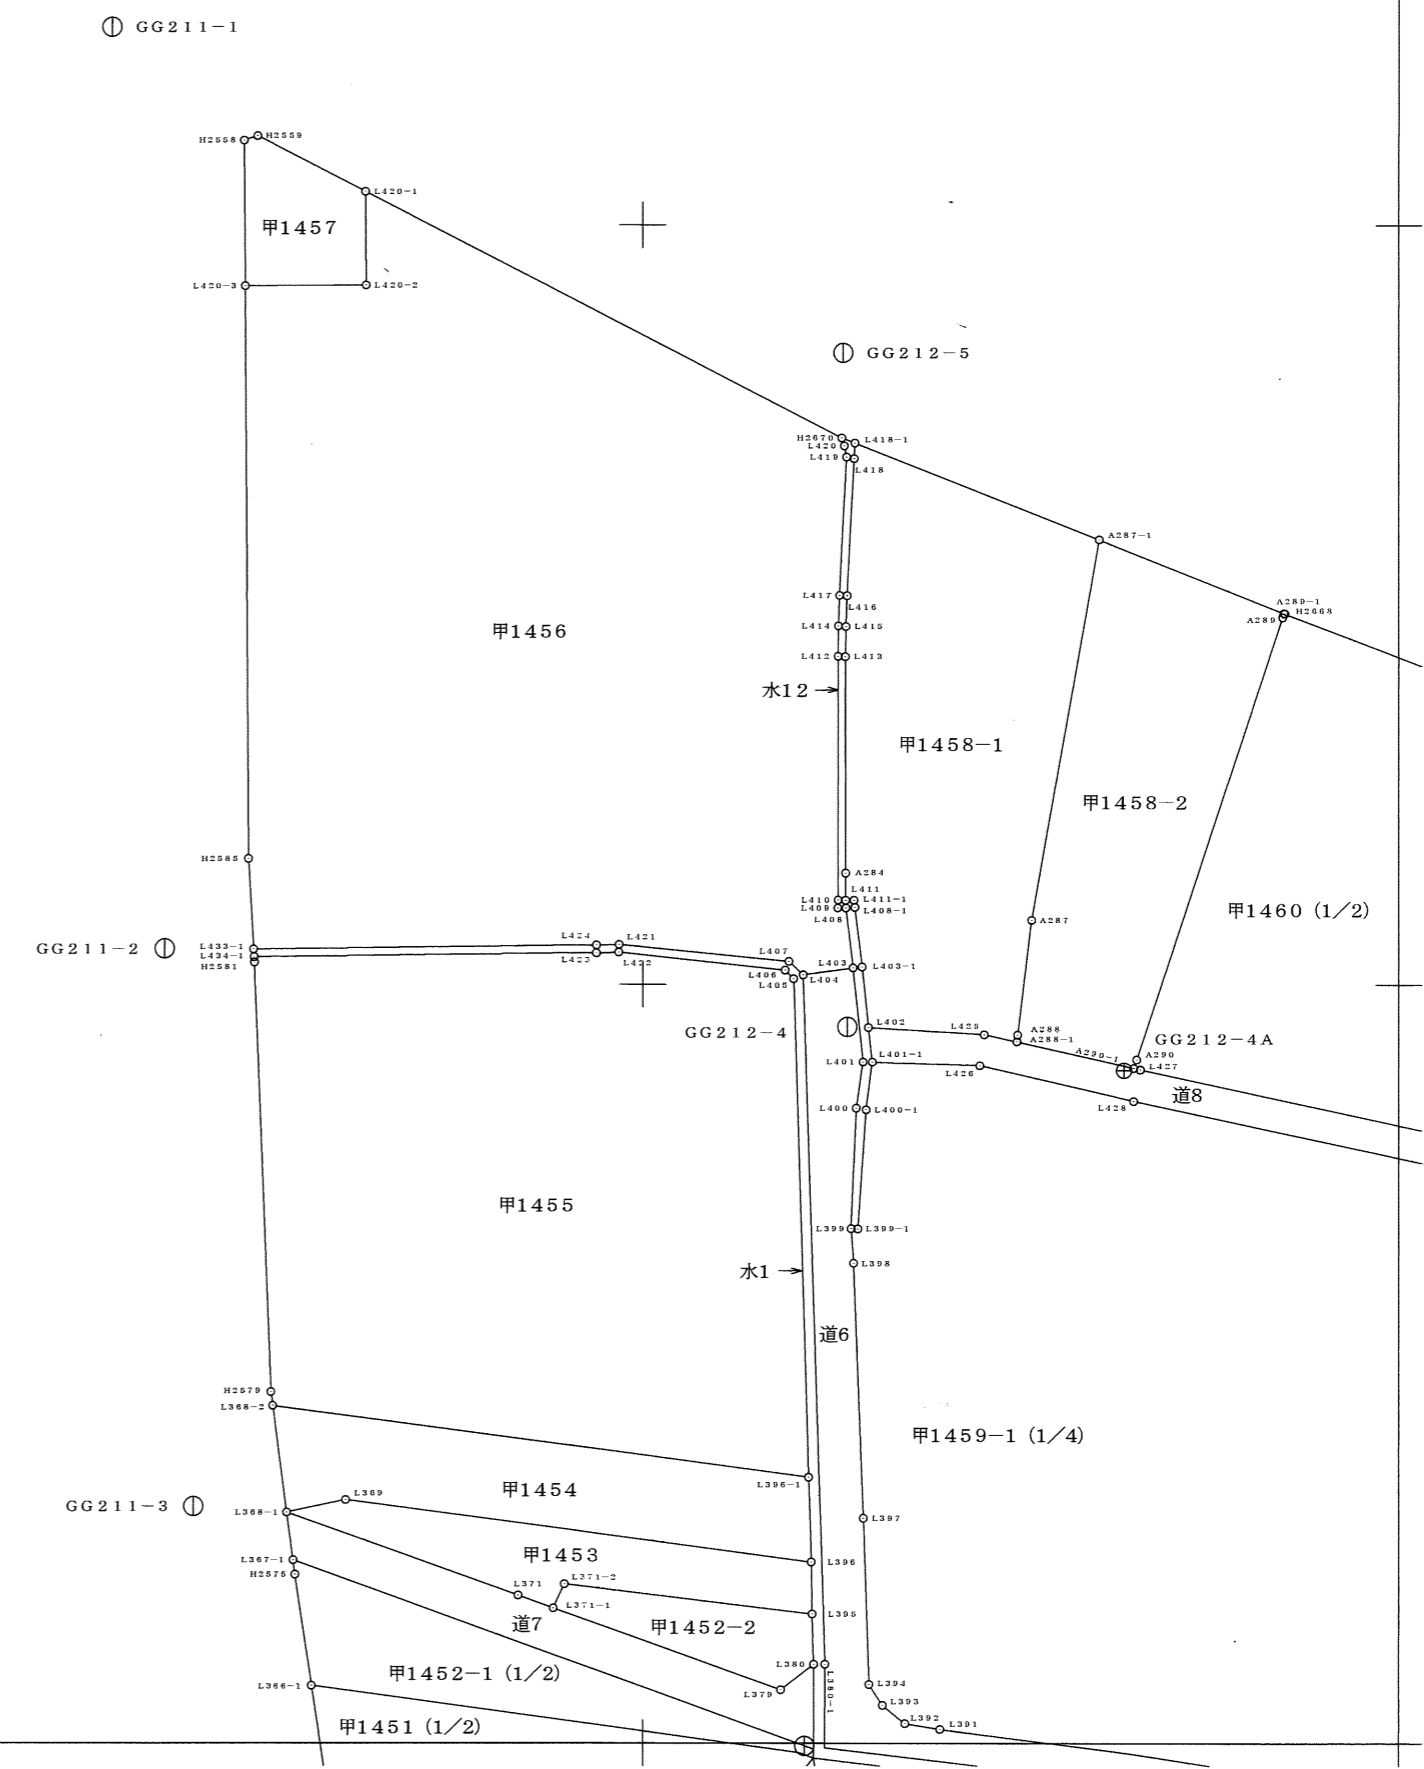 GG211-1
H2558
H2559
L420-1
甲1457
L420-3
L420-2
GG212-5
H2670
L418-1
L420
L419
L418
A287-1
L417
L416
A289-1
H2668
A289
L414
L415
甲1456
L412
L413
水12→
甲1458-1
甲1458-2
H2585
A284
L411
L410
L411-1
L409
L408-1
L408
甲1460 (1/2)
A287
GG211-2
L433-1
L434-1
H2581
L424
L421
L423
L422
L407
L406
L405
L404
L403
L403-1
GG212-4
L402
L425
A288
A288-1
GG212-4A
A290-1
A290
L427
L401
L401-1
L426
道8
L428
L400
L400-1
甲1455
L399
L399-1
L398
水1→
道6
H2579
L368-2
甲1459-1 (1/4)
L396-1
甲1454
L369
GG211-3
L368-1
L397
甲1453
L367-1
L396
H2575
L371
L371-2
L371-1
L395
道7
甲1452-2
L380
L380-1
甲1452-1 (1/2)
L379
L366-1
L394
L393
L392
L391
甲1451 (1/2)